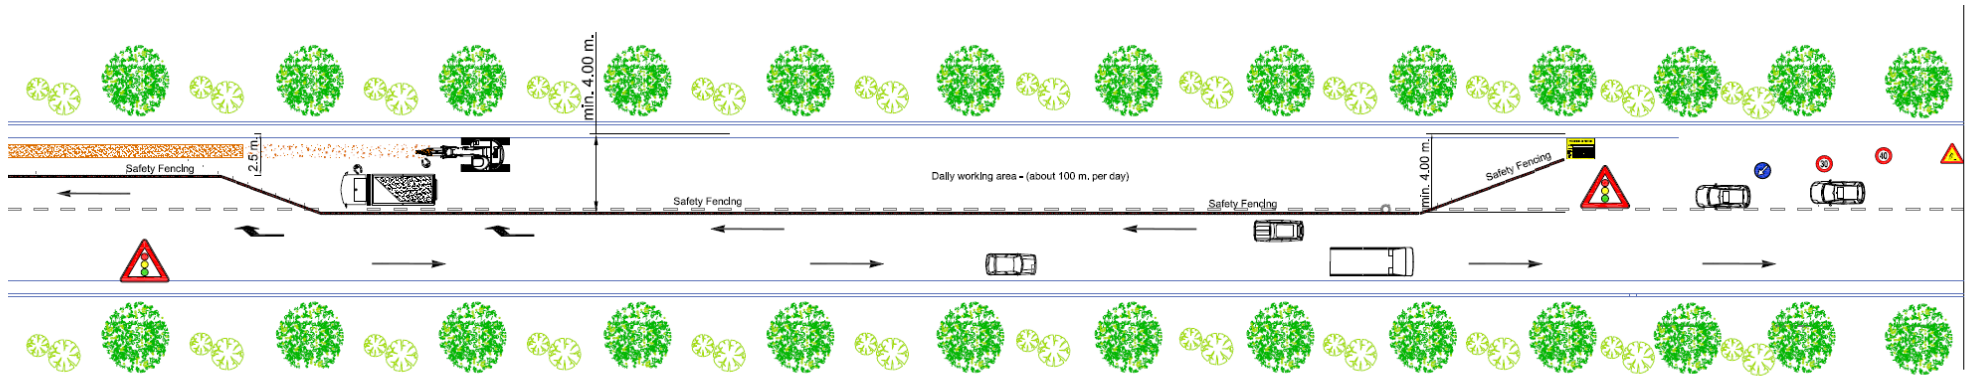 min. 4.00 m.
2.5 m.
Safety Fencing
Safety Fencing
Daily working area - (about 100 m. per day)
Safety Fencing
min. 4.00 m.
Safety Fencing
30
40